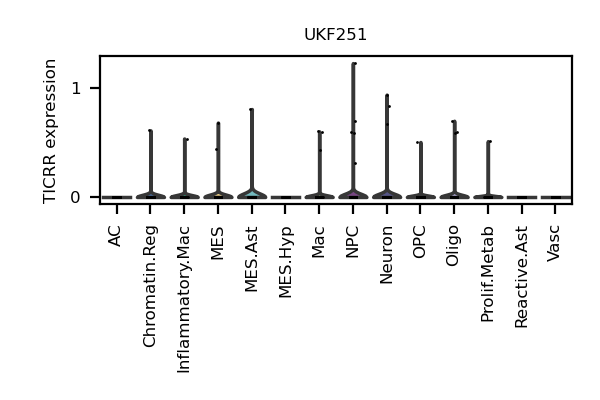 UKF251
TICRR expression
1
0
AC
Chromatin.Reg
Inflammatory.Mac
MES
MES.Ast
MES.Hyp
Mac
NPC
Neuron
OPC
Oligo
Prolif.Metab
Reactive.Ast
Vasc